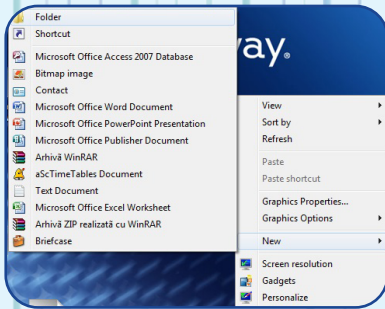 Folder
Shortcut
Microsoft Office Access 2007 Database
Bitmap image
Contact
Microsoft Office Word Document
Microsoft Office PowerPoint Presentation
Microsoft Office Publisher Document
Arhivă WinRAR
aScTimeTables Document
Text Document
Microsoft Office Excel Worksheet
Arhivă ZIP realizată cu WinRAR
Briefcase
way.
View
Sort by
Refresh
Paste
Paste shortcut
Graphics Properties...
Graphics Options
New
Screen resolution
Gadgets
Personalize